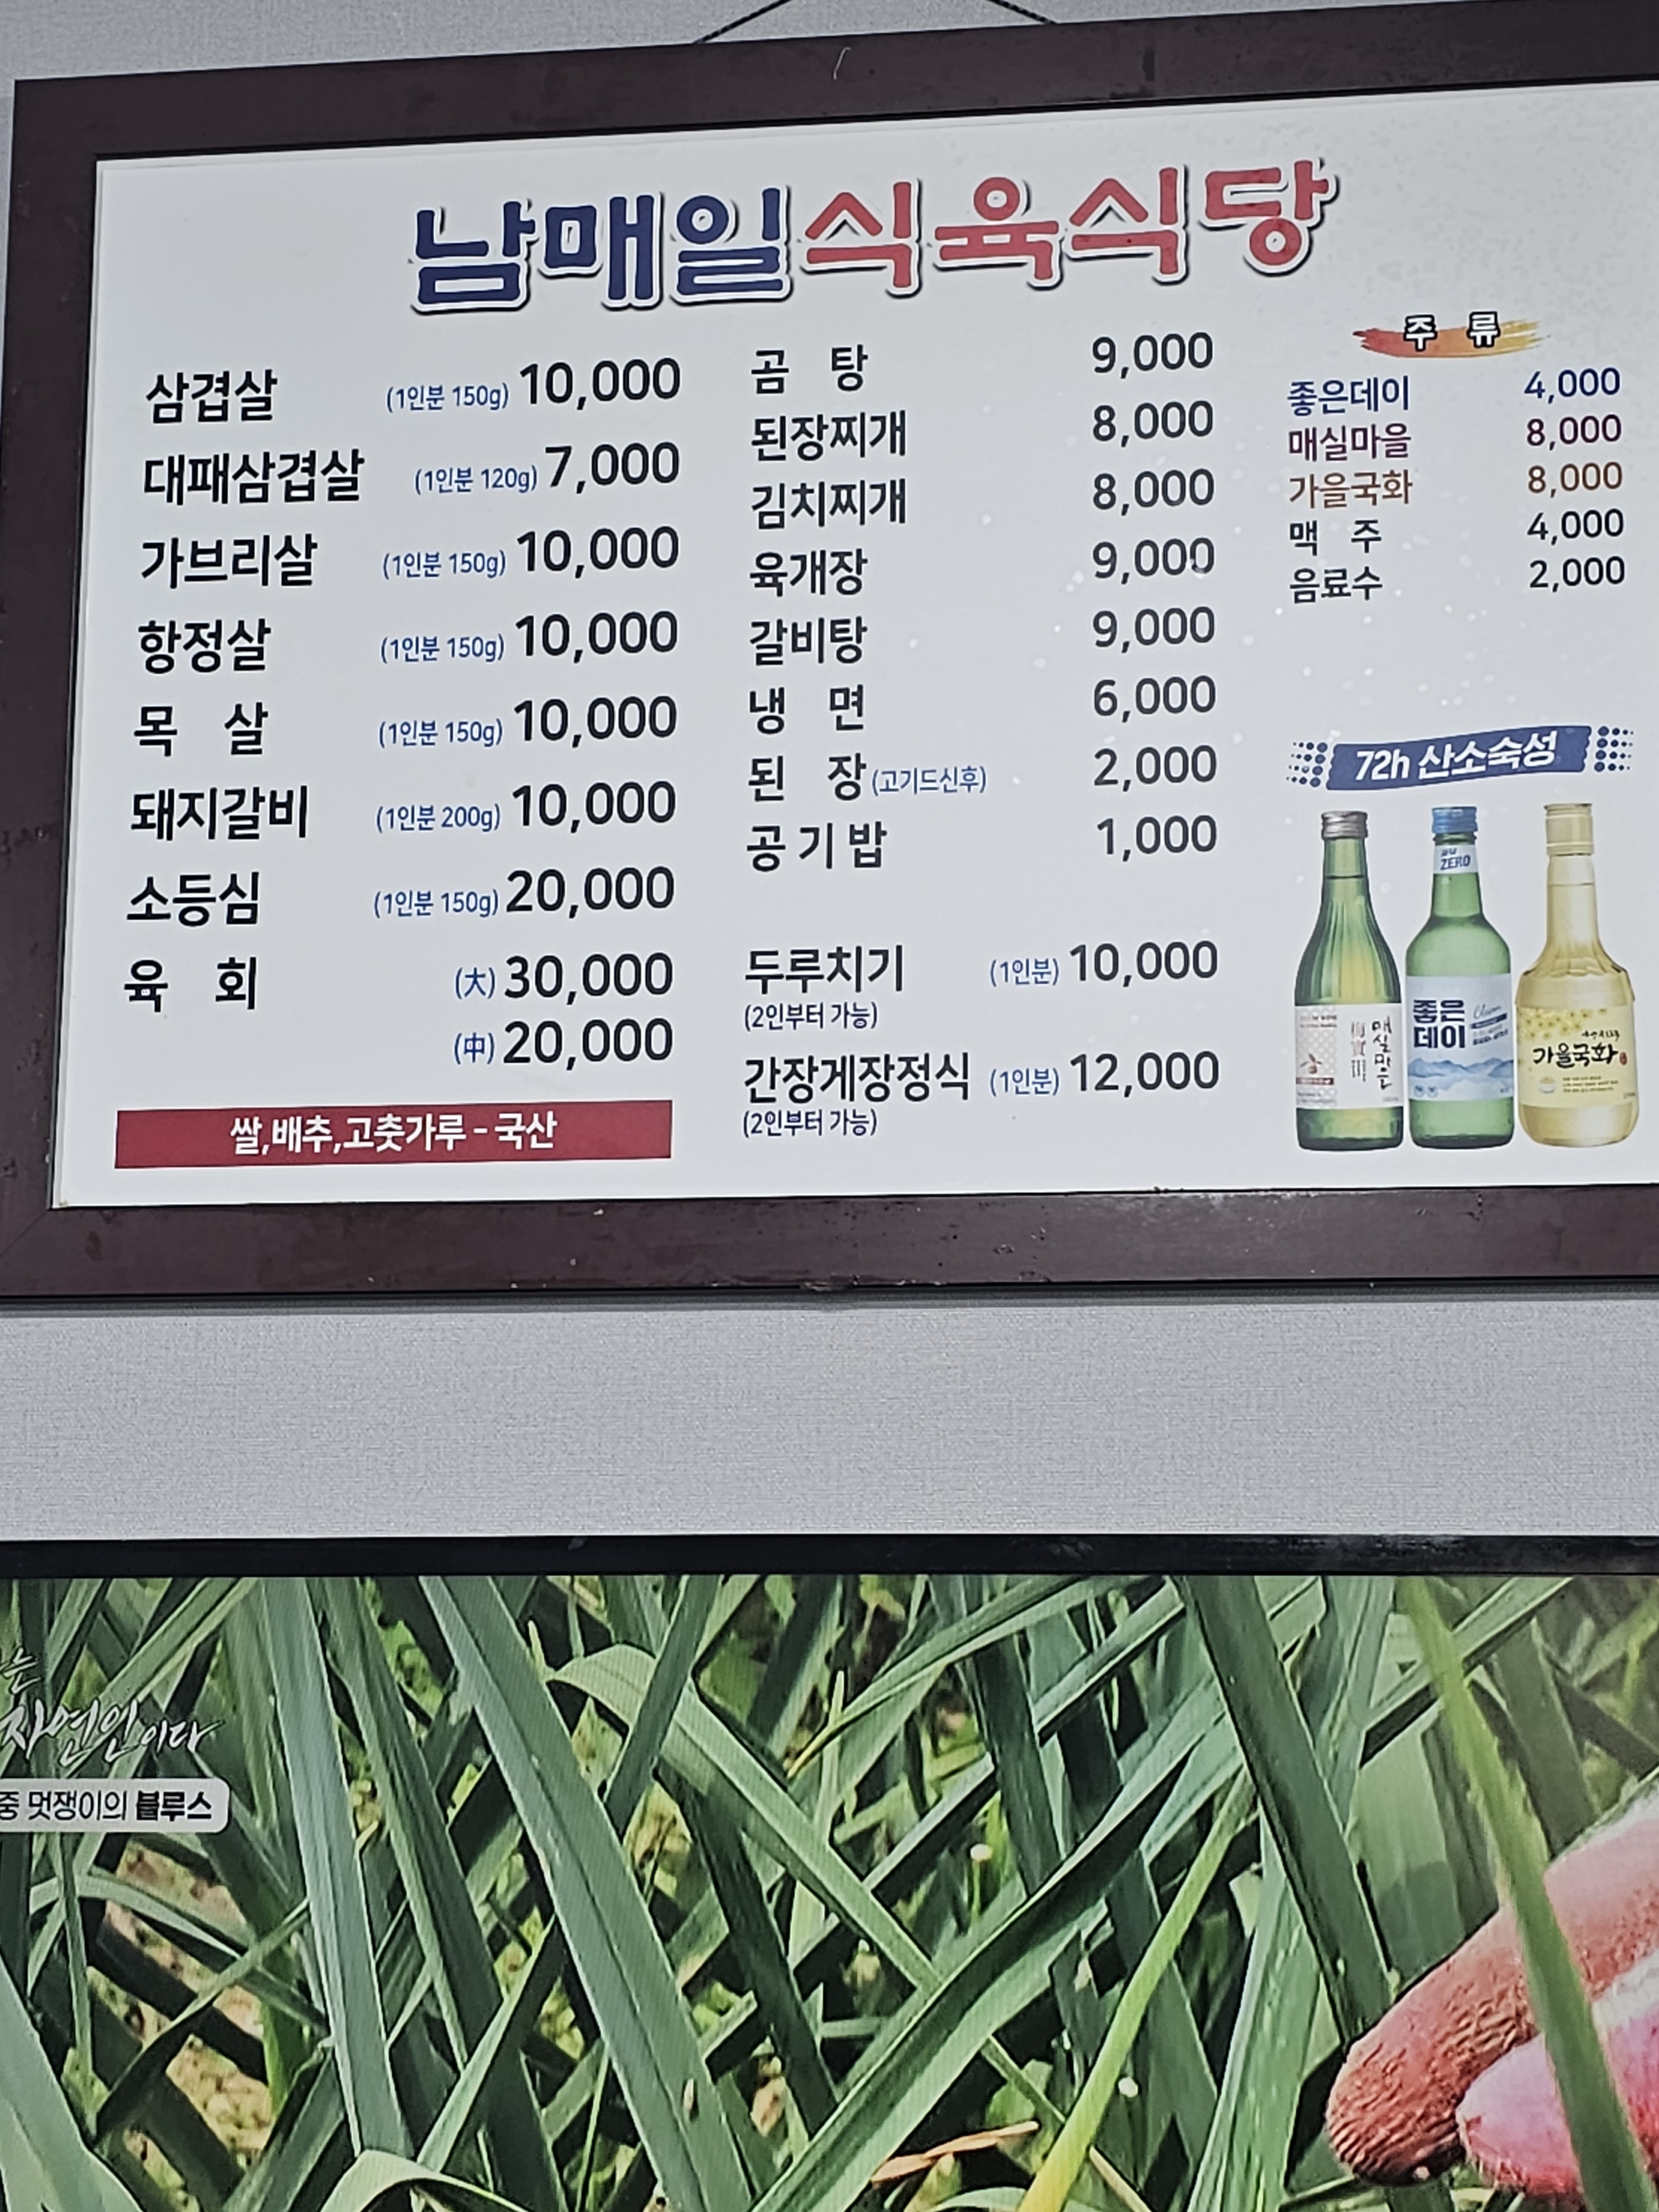 남매일식육식당
삼겹살 (1인분 150g) 10,000
대패삼겹살 (1인분 120g) 7,000
가브리살 (1인분 150g) 10,000
항정살 (1인분 150g) 10,000
목 살 (1인분 150g) 10,000
돼지갈비 (1인분 200g) 10,000
소등심 (1인분 150g) 20,000
육 회 (大) 30,000
(中) 20,000
쌀,배추,고춧가루 - 국산
곰 탕 9,000
된장찌개 8,000
김치찌개 8,000
육개장 9,000
갈비탕 9,000
냉 면 6,000
된 장 (고기드신후) 2,000
공 기 밥 1,000
두루치기 (1인분) 10,000
(2인부터 가능)
간장게장정식 (1인분) 12,000
(2인부터 가능)
주 류
좋은데이 4,000
매실마을 8,000
가을국화 8,000
맥 주 4,000
음료수 2,000
72h 산소숙성
매실마을
ZERO
좋은
데이
가을국화
는
자연인이다
중 멋쟁이의 블루스